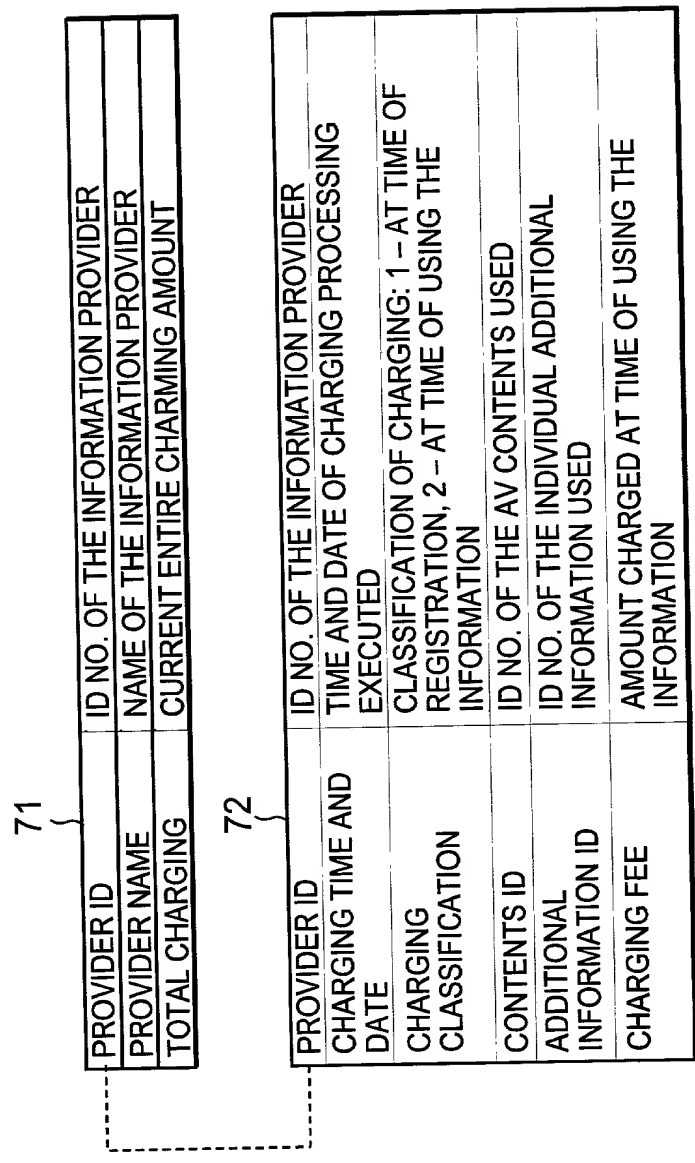 71
PROVIDER ID ID NO. OF THE INFORMATION PROVIDER
PROVIDER NAME NAME OF THE INFORMATION PROVIDER
TOTAL CHARGING CURRENT ENTIRE CHARMING AMOUNT
72
PROVIDER ID ID NO. OF THE INFORMATION PROVIDER
CHARGING TIME AND
DATE
TIME AND DATE OF CHARGING PROCESSING
EXECUTED
CHARGING
CLASSIFICATION
CLASSIFICATION OF CHARGING: 1 – AT TIME OF
REGISTRATION, 2 – AT TIME OF USING THE
INFORMATION
CONTENTS ID ID NO. OF THE AV CONTENTS USED
ADDITIONAL
INFORMATION ID
ID NO. OF THE INDIVIDUAL ADDITIONAL
INFORMATION USED
CHARGING FEE
AMOUNT CHARGED AT TIME OF USING THE
INFORMATION